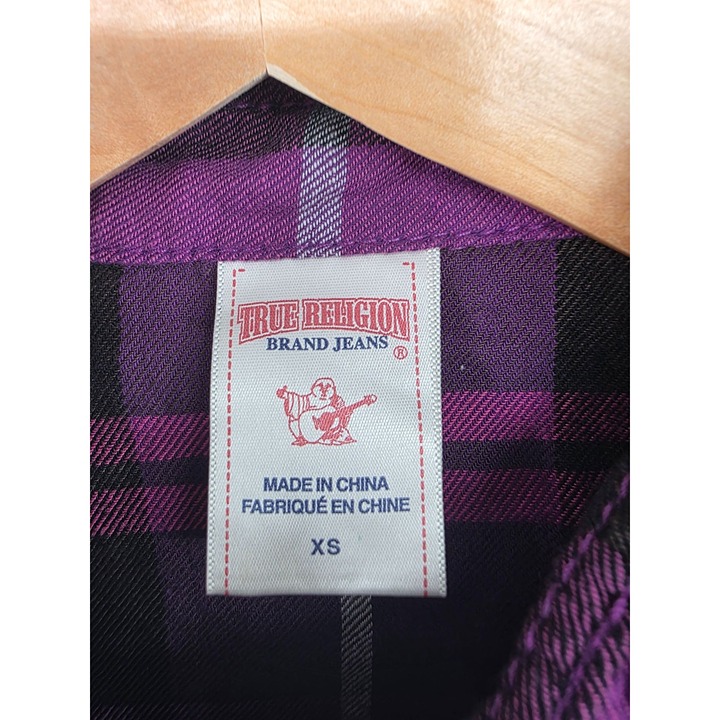 TRUE RELIGION
BRAND JEANS
®
MADE IN CHINA
FABRIQUÉ EN CHINE
XS